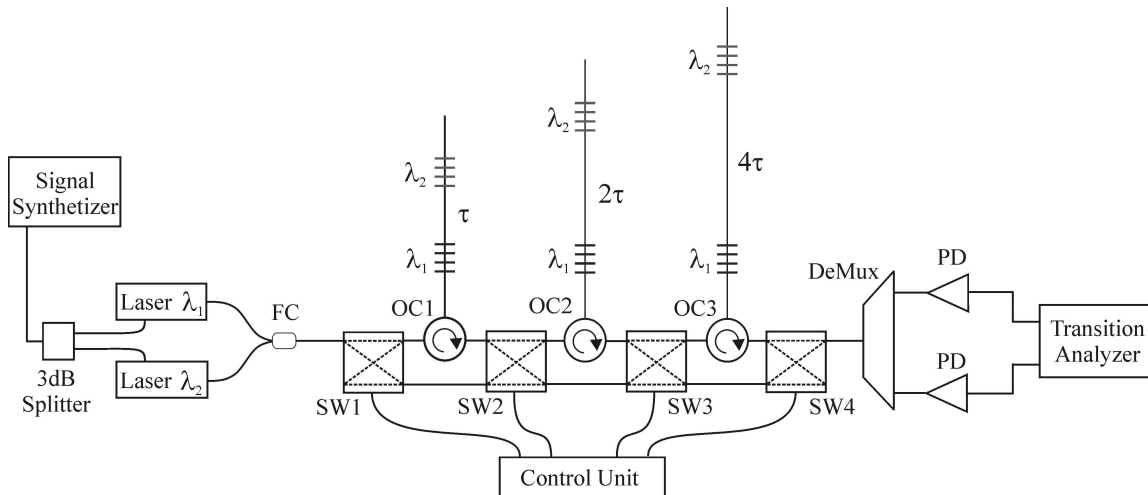 λ2
λ2
4τ
λ2
2τ
Signal
Synthetizer
τ
λ1
λ1
λ1
DeMux
PD
Laser λ1
FC
OC1
OC2
OC3
Transition
Analyzer
Laser λ2
3dB
Splitter
PD
SW1
SW2
SW3
SW4
Control Unit